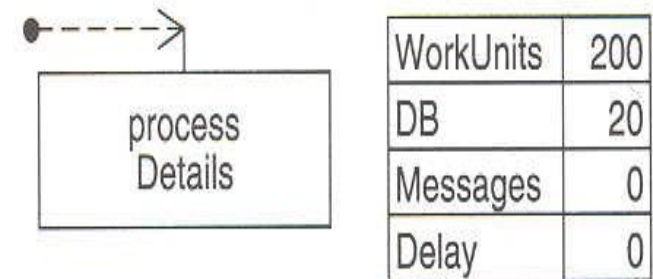 process
Details
WorkUnits 200
DB 20
Messages 0
Delay 0